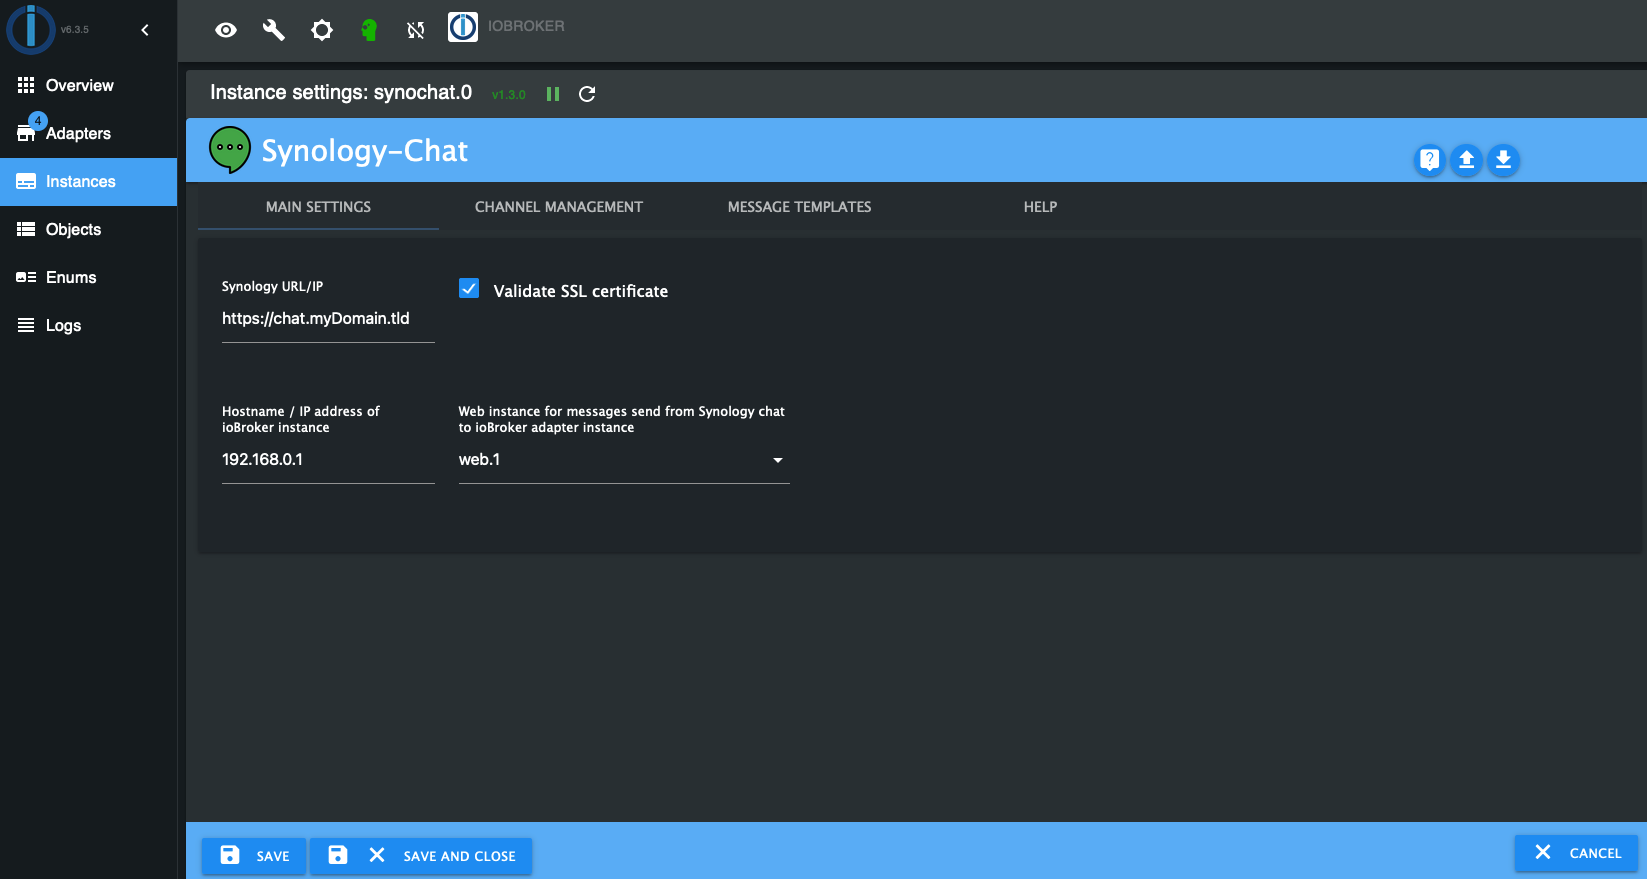 v6.3.5
IOBROKER
Overview
4
Adapters
Instances
Objects
Enums
Logs
Instance settings: synochat.0 v1.3.0
Synology-Chat
MAIN SETTINGS CHANNEL MANAGEMENT MESSAGE TEMPLATES HELP
Synology URL/IP
https://chat.myDomain.tld
Validate SSL certificate
Hostname / IP address of
ioBroker instance
192.168.0.1
Web instance for messages send from Synology chat
to ioBroker adapter instance
web.1
SAVE SAVE AND CLOSE CANCEL